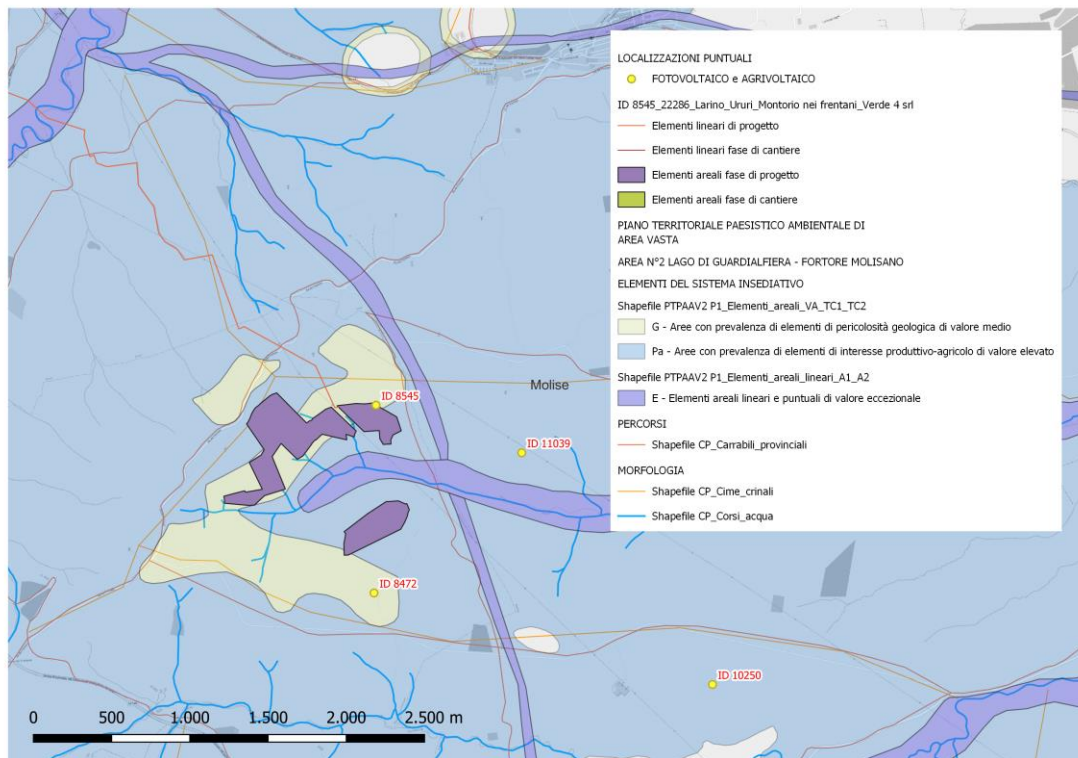 LOCALIZZAZIONI PUNTUALI
FOTOVOLTAICO e AGRIVOLTAICO
ID 8545_22286_Larino_Ururi_Montorio nei frentani_Verde 4 srl
Elementi lineari di progetto
Elementi lineari fase di cantiere
Elementi areali fase di progetto
Elementi areali fase di cantiere
PIANO TERRITORIALE PAESISTICO AMBIENTALE DI
AREA VASTA
AREA N°2 LAGO DI GUARDIALFIERA - FORTORE MOLISANO
ELEMENTI DEL SISTEMA INSEDIATIVO
Shapefile PTPAAV2 P1_Elementi_areali_VA_TC1_TC2
G - Aree con prevalenza di elementi di pericolosità geologica di valore medio
Pa - Aree con prevalenza di elementi di interesse produttivo-agricolo di valore elevato
Shapefile PTPAAV2 P1_Elementi_areali_lineari_A1_A2
E - Elementi areali lineari e puntuali di valore eccezionale
PERCORSI
Shapefile CP_Carrabili_provinciali
MORFOLOGIA
Shapefile CP_Cime_crinali
Shapefile CP_Corsi_acqua
Molise
ID 8545
ID 11039
ID 8472
ID 10250
0 500 1.000 1.500 2.000 2.500 m